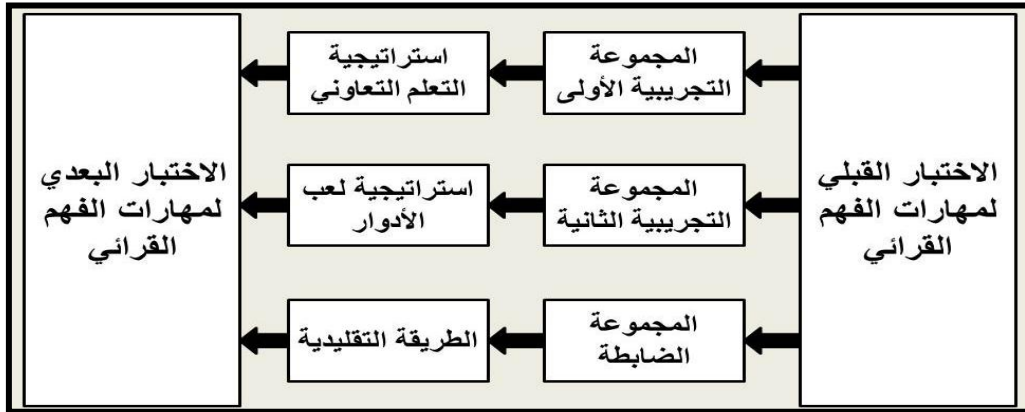 الاختبار القبلي
لمهارات الفهم
القرائي
المجموعة
التجريبية الأولى
استراتيجية
التعلم التعاوني
المجموعة
التجريبية الثانية
استراتيجية لعب
الأدوار
المجموعة
الضابطة
الطريقة التقليدية
الاختبار البعدي
لمهارات الفهم
القرائي